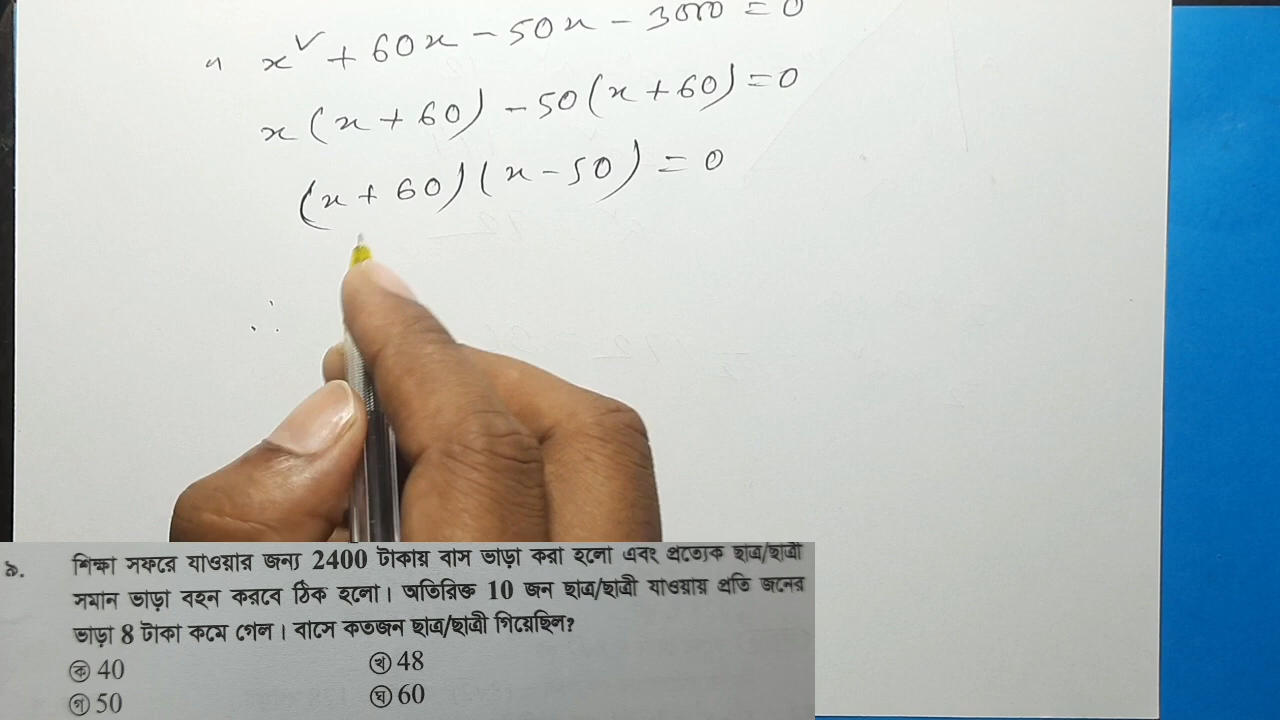 বা x² + 60x - 50x - 3000 = 0
x(x + 60) - 50(x + 60) = 0
(x + 60)(x - 50) = 0
∴
৯. শিক্ষা সফরে যাওয়ার জন্য 2400 টাকায় বাস ভাড়া করা হলো এবং প্রত্যেক ছাত্র/ছাত্রী
সমান ভাড়া বহন করবে ঠিক হলো। অতিরিক্ত 10 জন ছাত্র/ছাত্রী যাওয়ায় প্রতি জনের
ভাড়া 8 টাকা কমে গেল। বাসে কতজন ছাত্র/ছাত্রী গিয়েছিল?
ক 40 খ 48
গ 50 ঘ 60